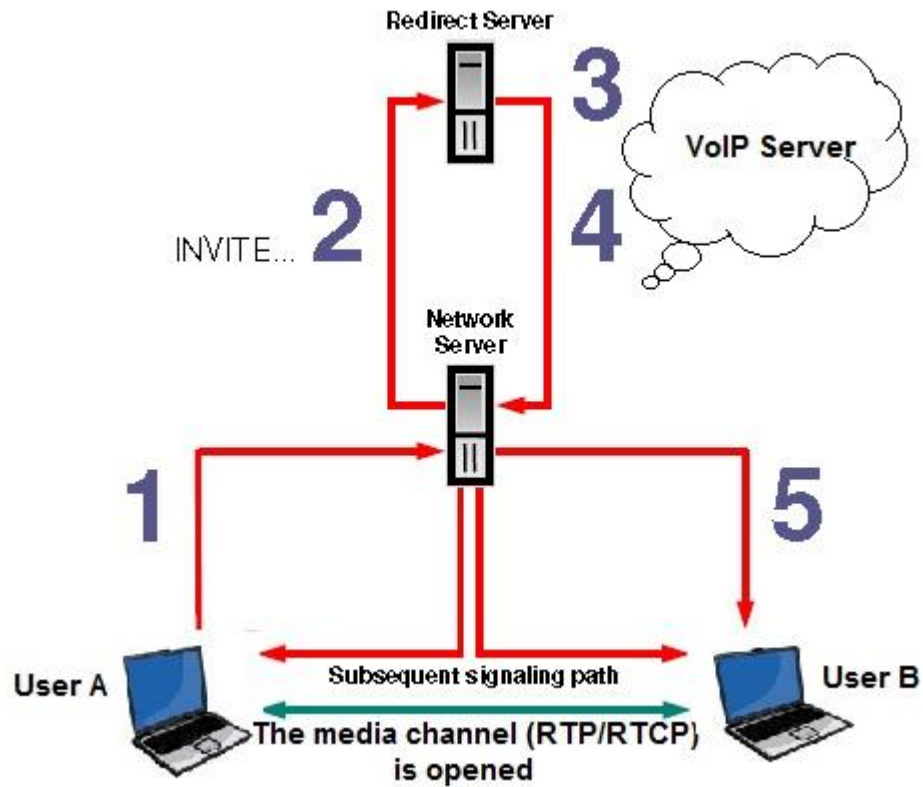 Redirect Server
3
VoIP Server
2
4
INVITE...
Network
Server
1
5
User A
Subsequent signaling path
User B
The media channel (RTP/RTCP)
is opened